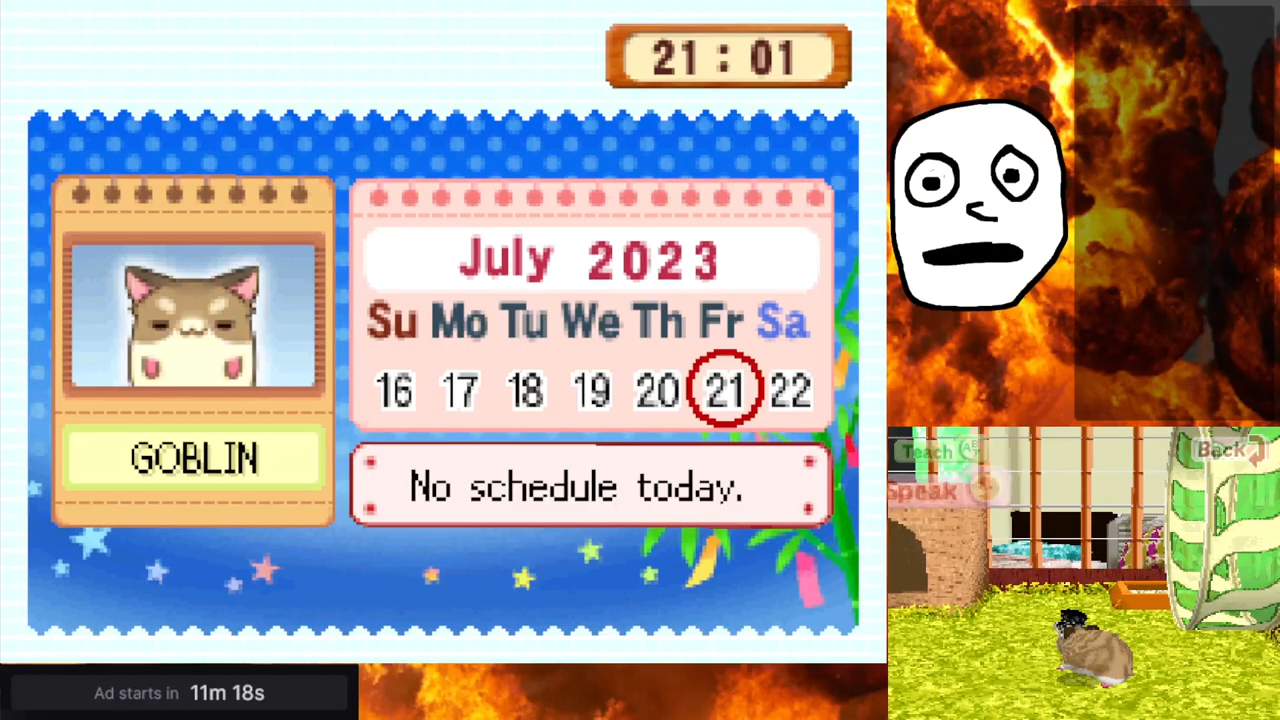 21 : 01
July 2023
Su Mo Tu We Th Fr Sa
16 17 18 19 20 21 22
GOBLIN
No schedule today.
Teach
Back
Speak
Ad starts in 11m 18s